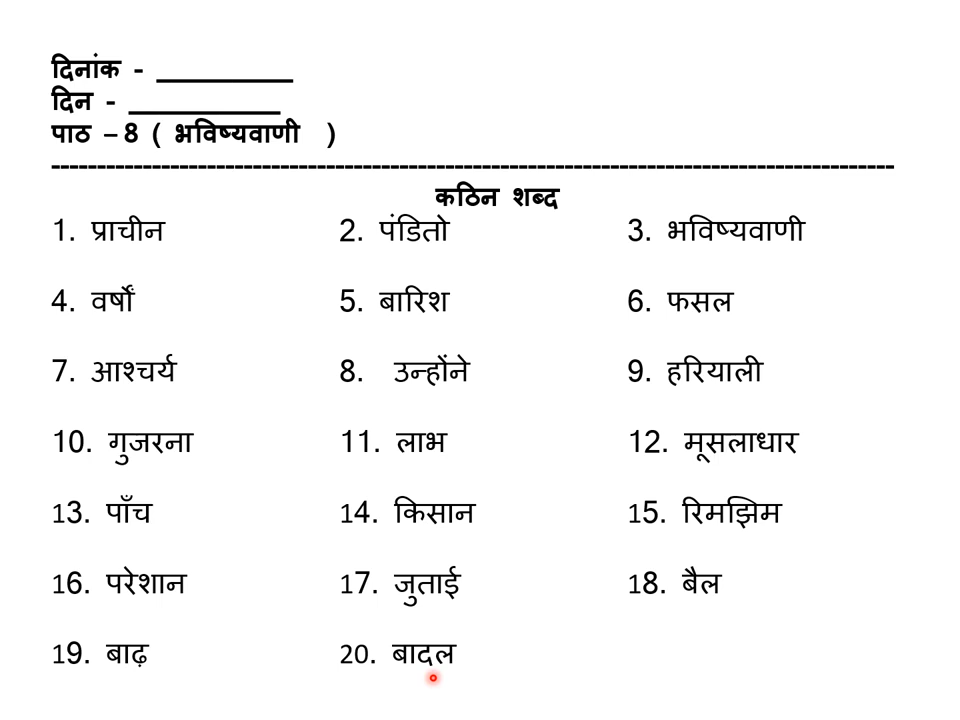 दिनांक - __________
दिन - ___________
पाठ – 8 ( भविष्यवाणी )
--------------------------------------------------------------------------------------------
कठिन शब्द
1. प्राचीन 2. पंडितो 3. भविष्यवाणी
4. वर्षों 5. बारिश 6. फसल
7. आश्चर्य 8. उन्होंने 9. हरियाली
10. गुजरना 11. लाभ 12. मूसलाधार
13. पाँच 14. किसान 15. रिमझिम
16. परेशान 17. जुताई 18. बैल
19. बाढ़ 20. बादल